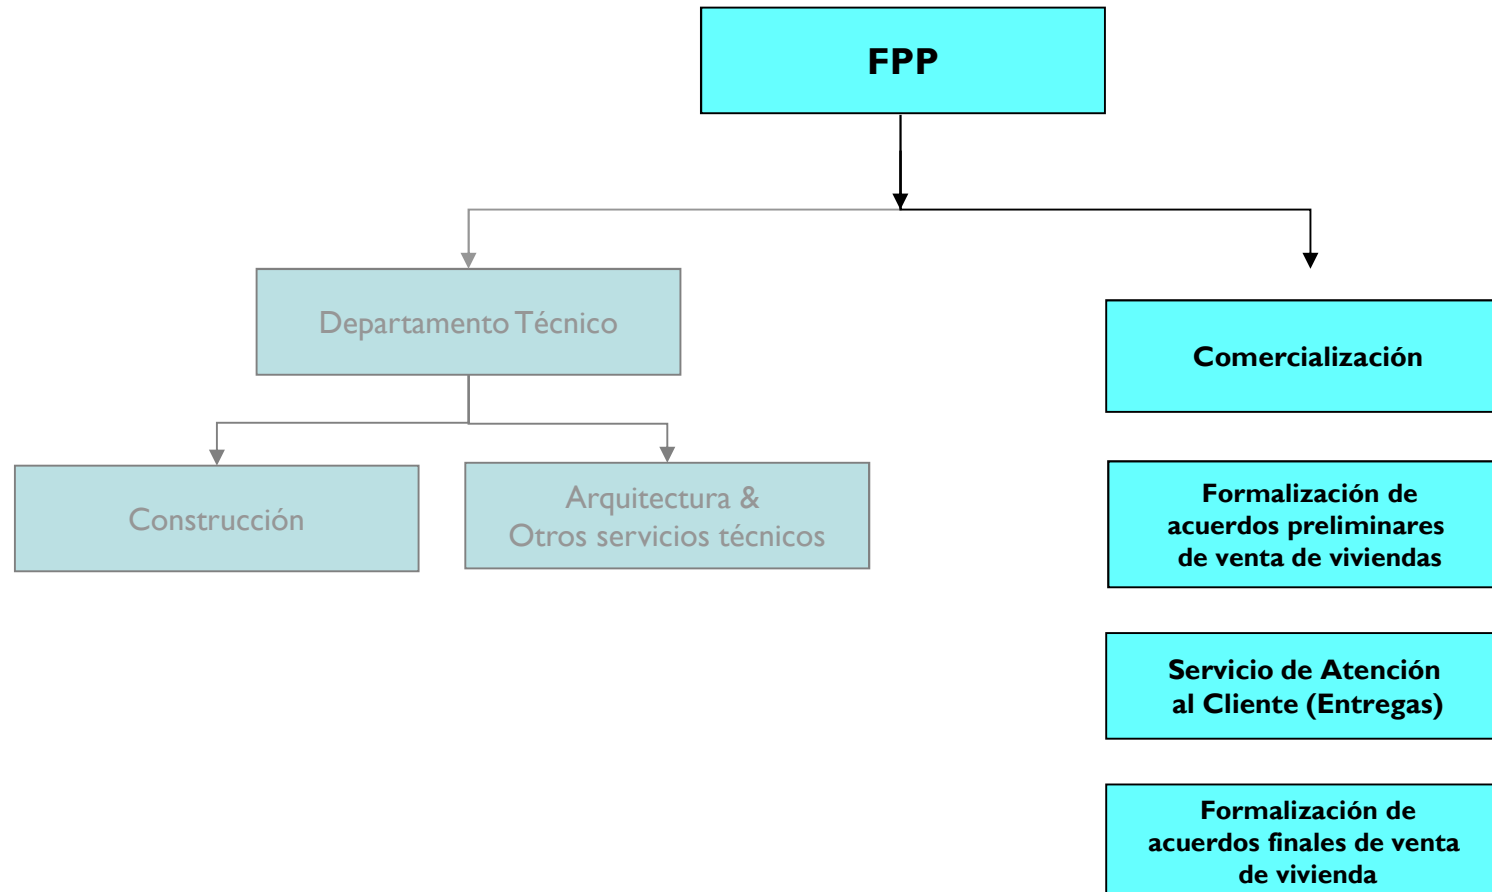 FPP
Departamento Técnico
Comercialización
Construcción
Arquitectura &
Otros servicios técnicos
Formalización de
acuerdos preliminares
de venta de viviendas
Servicio de Atención
al Cliente (Entregas)
Formalización de
acuerdos finales de venta
de vivienda